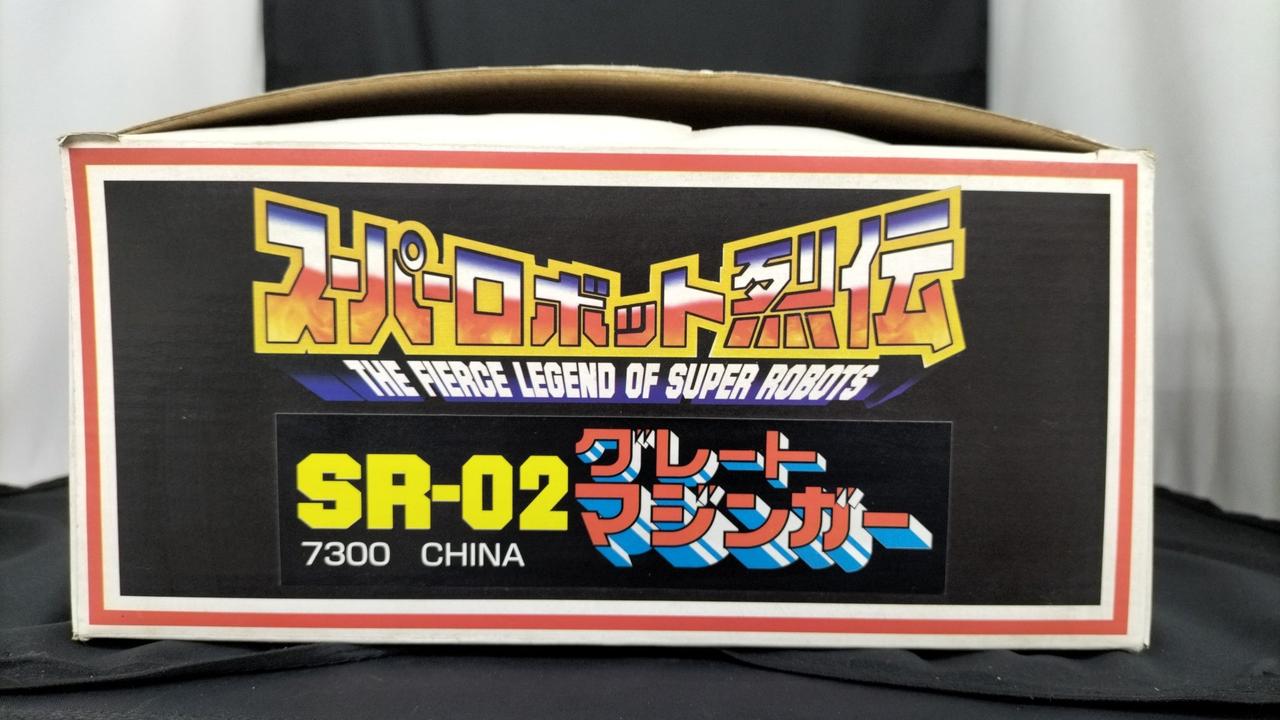 スーパーロボット烈伝
THE FIERCE LEGEND OF SUPER ROBOTS
SR-02
グレート
マジンガー
7300 CHINA